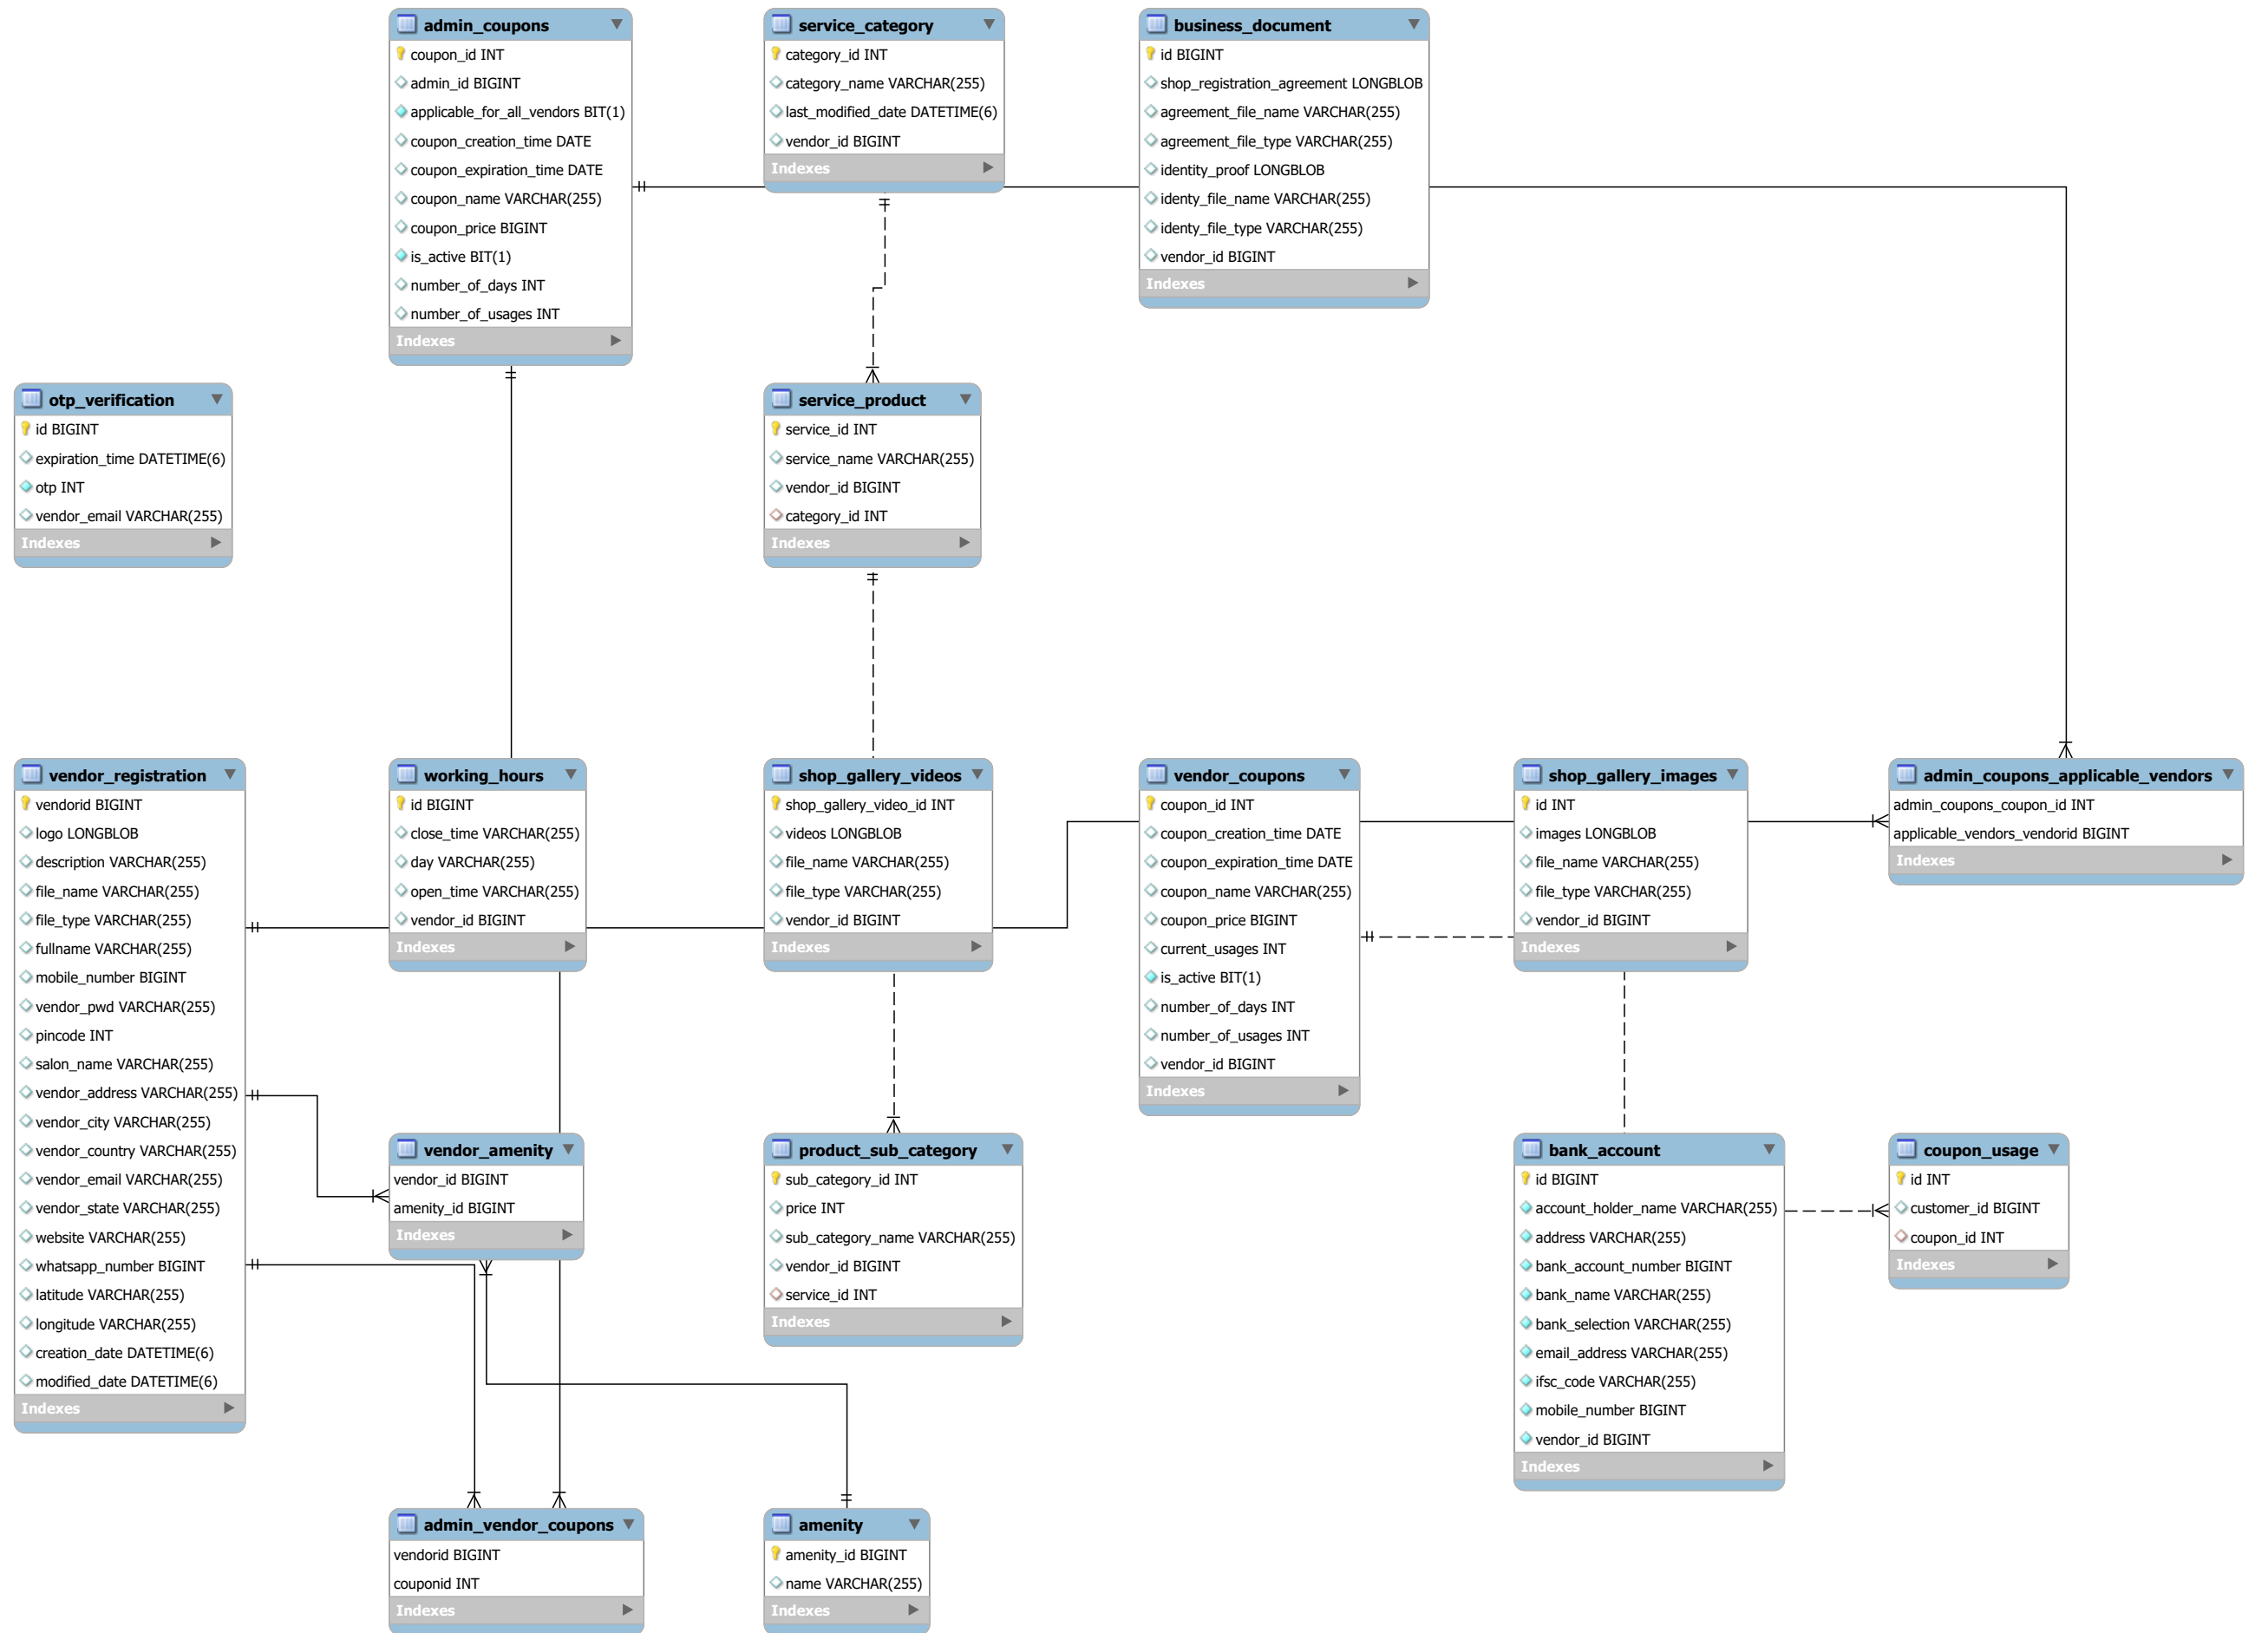 admin_coupons
coupon_id INT
admin_id BIGINT
applicable_for_all_vendors BIT(1)
coupon_creation_time DATE
coupon_expiration_time DATE
coupon_name VARCHAR(255)
coupon_price BIGINT
is_active BIT(1)
number_of_days INT
number_of_usages INT
Indexes
service_category
category_id INT
category_name VARCHAR(255)
last_modified_date DATETIME(6)
vendor_id BIGINT
Indexes
business_document
id BIGINT
shop_registration_agreement LONGBLOB
agreement_file_name VARCHAR(255)
agreement_file_type VARCHAR(255)
identity_proof LONGBLOB
identy_file_name VARCHAR(255)
identy_file_type VARCHAR(255)
vendor_id BIGINT
Indexes
otp_verification
id BIGINT
expiration_time DATETIME(6)
otp INT
vendor_email VARCHAR(255)
Indexes
service_product
service_id INT
service_name VARCHAR(255)
vendor_id BIGINT
category_id INT
Indexes
vendor_registration
vendorid BIGINT
logo LONGBLOB
description VARCHAR(255)
file_name VARCHAR(255)
file_type VARCHAR(255)
fullname VARCHAR(255)
mobile_number BIGINT
vendor_pwd VARCHAR(255)
pincode INT
salon_name VARCHAR(255)
vendor_address VARCHAR(255)
vendor_city VARCHAR(255)
vendor_country VARCHAR(255)
vendor_email VARCHAR(255)
vendor_state VARCHAR(255)
website VARCHAR(255)
whatsapp_number BIGINT
latitude VARCHAR(255)
longitude VARCHAR(255)
creation_date DATETIME(6)
modified_date DATETIME(6)
Indexes
working_hours
id BIGINT
close_time VARCHAR(255)
day VARCHAR(255)
open_time VARCHAR(255)
vendor_id BIGINT
Indexes
shop_gallery_videos
shop_gallery_video_id INT
videos LONGBLOB
file_name VARCHAR(255)
file_type VARCHAR(255)
vendor_id BIGINT
Indexes
vendor_coupons
coupon_id INT
coupon_creation_time DATE
coupon_expiration_time DATE
coupon_name VARCHAR(255)
coupon_price BIGINT
current_usages INT
is_active BIT(1)
number_of_days INT
number_of_usages INT
vendor_id BIGINT
Indexes
shop_gallery_images
id INT
images LONGBLOB
file_name VARCHAR(255)
file_type VARCHAR(255)
vendor_id BIGINT
Indexes
admin_coupons_applicable_vendors
admin_coupons_coupon_id INT
applicable_vendors_vendorid BIGINT
Indexes
vendor_amenity
vendor_id BIGINT
amenity_id BIGINT
Indexes
product_sub_category
sub_category_id INT
price INT
sub_category_name VARCHAR(255)
vendor_id BIGINT
service_id INT
Indexes
bank_account
id BIGINT
account_holder_name VARCHAR(255)
address VARCHAR(255)
bank_account_number BIGINT
bank_name VARCHAR(255)
bank_selection VARCHAR(255)
email_address VARCHAR(255)
ifsc_code VARCHAR(255)
mobile_number BIGINT
vendor_id BIGINT
Indexes
coupon_usage
id INT
customer_id BIGINT
coupon_id INT
Indexes
admin_vendor_coupons
vendorid BIGINT
couponid INT
Indexes
amenity
amenity_id BIGINT
name VARCHAR(255)
Indexes